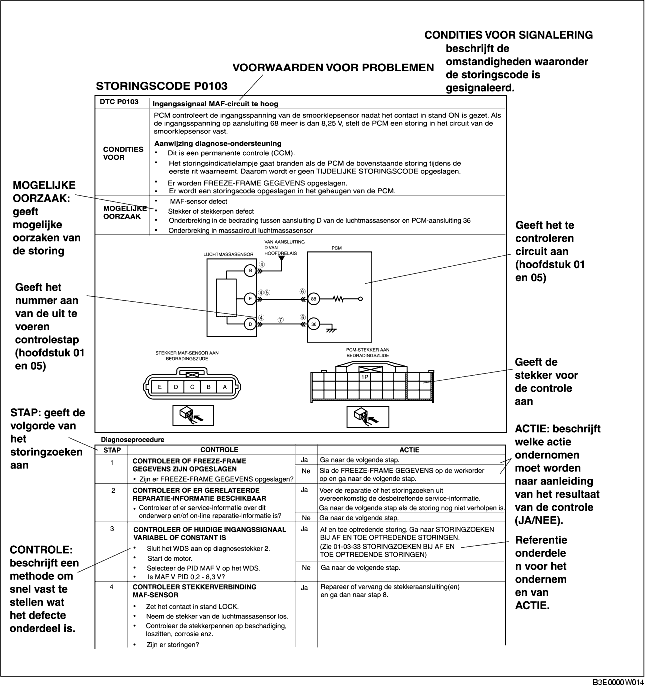 CONDITIES VOOR SIGNALERING
beschrijft de
omstandigheden waaronder
de storingscode is
gesignaleerd.
VOORWAARDEN VOOR PROBLEMEN
STORINGSCODE P0103
DTC P0103
Ingangssignaal MAF-circuit te hoog
CONDITIES
VOOR
PCM controleert de ingangsspanning van de smoorklepsensor nadat het contact in stand ON is gezet. Als
de ingangsspanning op aansluiting 68 meer is dan 8,25 V, stelt de PCM een storing in het circuit van de
smoorklepsensor vast.
Aanwijzing diagnose-ondersteuning
• Dit is een permanente controle (CCM).
• Het storingsindicatielampje gaat branden als de PCM de bovenstaande storing tijdens de
eerste rit waarneemt. Daarom wordt er geen TIJDELIJKE STORINGSCODE opgeslagen.
• Er worden FREEZE-FRAME GEGEVENS opgeslagen.
• Er wordt een storingscode opgeslagen in het geheugen van de PCM.
MOGELIJKE
OORZAAK
• MAF-sensor defect
• Stekker of stekkerpen defect
• Onderbreking in de bedrading tussen aansluiting D van de luchtmassasensor en PCM-aansluiting 36
• Onderbreking in massacircuit luchtmassasensor
MOGELIJKE
OORZAAK:
geeft
mogelijke
oorzaken van
de storing
Geeft het
nummer aan
van de uit te
voeren
controlestap
(hoofdstuk 01
en 05)
STAP: geeft de
volgorde van
het
storingzoeken
aan
CONTROLE:
beschrijft een
methode om
snel vast te
stellen wat
het defecte
onderdeel is.
LUCHTMASSASENSOR
VAN AANSLUITING
D VAN
HOOFDRELAIS
PCM
B
F
D
88
36
STEKKER MAF-SENSOR AAN
BEDRADINGSZIJDE
E D C B A
PCM-STEKKER AAN
BEDRADINGSZIJDE
1P
Geeft het te
controleren
circuit aan
(hoofdstuk 01
en 05)
Geeft de
stekker voor
de controle
aan
ACTIE: beschrijft
welke actie
ondernomen
moet worden
naar aanleiding
van het resultaat
van de controle
(JA/NEE).
Referentie
onderdele
n voor het
ondernem
en van
ACTIE.
Diagnoseprocedure
STAP CONTROLE ACTIE
1 CONTROLEER OF FREEZE-FRAME
GEGEVENS ZIJN OPGESLAGEN
• Zijn er FREEZE-FRAME GEGEVENS opgeslagen?
Ja Ga naar de volgende stap.
Ne Sla de FREEZE-FRAME GEGEVENS op de werkorder
op en ga naar de volgende stap.
2 CONTROLEER OF ER GERELATEERDE
REPARATIE-INFORMATIE BESCHIKBAAR
• Controleer of er service-informatie over dit
onderwerp en/of on-line reparatie-informatie is?
Ja Voer de reparatie of het storingzoeken uit
overeenkomstig de desbetreffende service-informatie.
Ga naar de volgende stap als de storing nog niet verholpen is.
Ne Ga naar de volgende stap.
3 CONTROLEER OF HUIDIGE INGANGSSIGNAAL
VARIABEL OF CONSTANT IS
• Sluit het WDS aan op diagnosestekker 2.
• Start de motor.
• Selecteer de PID MAF V op het WDS.
• Is MAF V PID 0,2 - 8,3 V?
Ja Af en toe optredende storing. Ga naar STORINGZOEKEN
BIJ AF EN TOE OPTREDENDE STORINGEN.
(Zie 01-03-33 STORINGZOEKEN BIJ AF EN
TOE OPTREDENDE STORINGEN)
Ne Ga naar de volgende stap.
4 CONTROLEER STEKKERVERBINDING
MAF-SENSOR
• Zet het contact in stand LOCK.
• Neem de stekker van de luchtmassasensor los.
• Controleer de stekkerpennen op beschadiging,
loszitten, corrosie enz.
• Zijn er storingen?
Ja Repareer of vervang de stekkeraansluiting(en)
en ga dan naar stap 8.
B3E0000W014